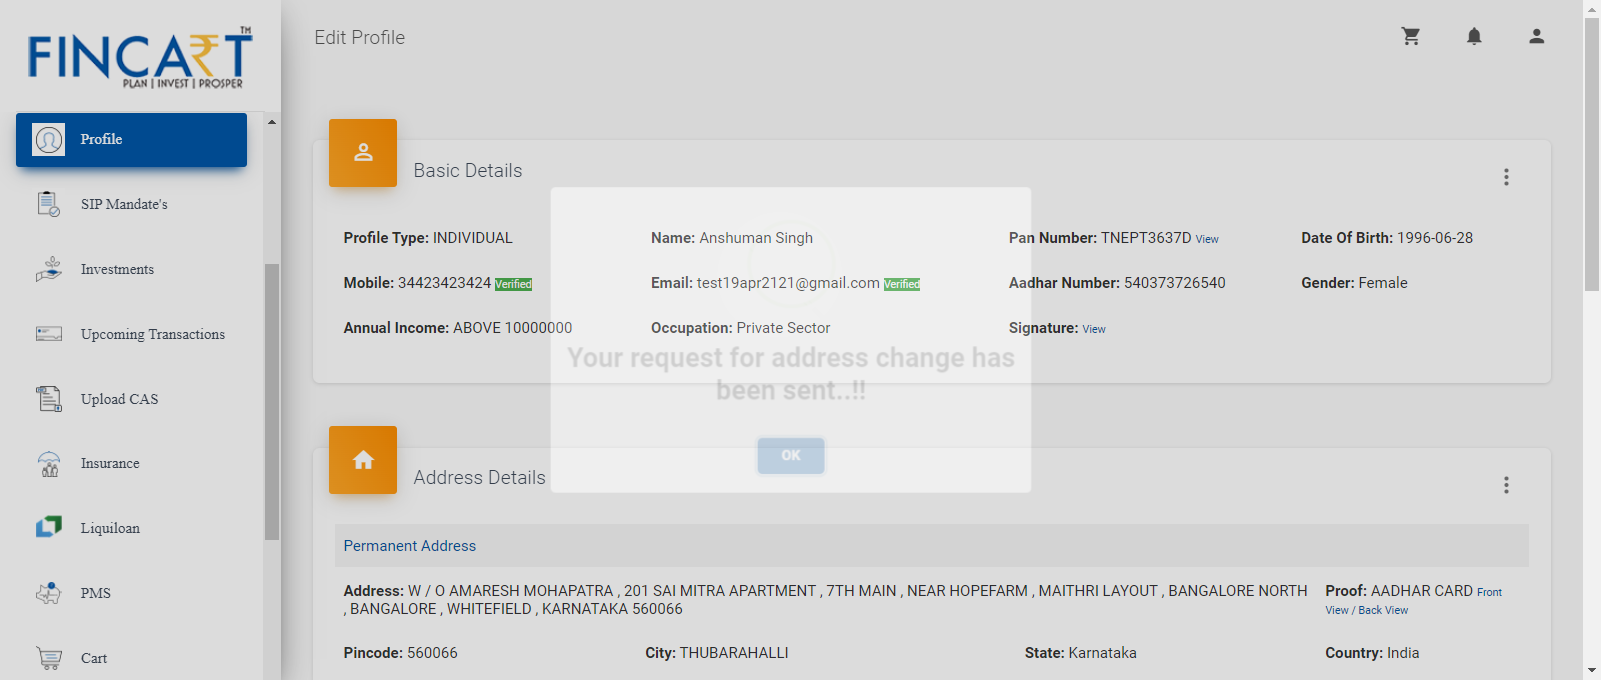 FINCART™
PLAN | INVEST | PROSPER
Edit Profile
Profile
SIP Mandate's
Investments
Upcoming Transactions
Upload CAS
Insurance
Liquiloan
PMS
Cart
Basic Details
Profile Type: INDIVIDUAL
Name: Anshuman Singh
Pan Number: TNEPT3637D View
Date Of Birth: 1996-06-28
Mobile: 34423423424 Verified
Email: test19apr2121@gmail.com Verified
Aadhar Number: 540373726540
Gender: Female
Annual Income: ABOVE 10000000
Occupation: Private Sector
Signature: View
Your request for address change has
been sent..!!
OK
Address Details
Permanent Address
Address: W / O AMARESH MOHAPATRA , 201 SAI MITRA APARTMENT , 7TH MAIN , NEAR HOPEFARM , MAITHRI LAYOUT , BANGALORE NORTH
, BANGALORE , WHITEFIELD , KARNATAKA 560066
Proof: AADHAR CARD Front
View / Back View
Pincode: 560066
City: THUBARAHALLI
State: Karnataka
Country: India